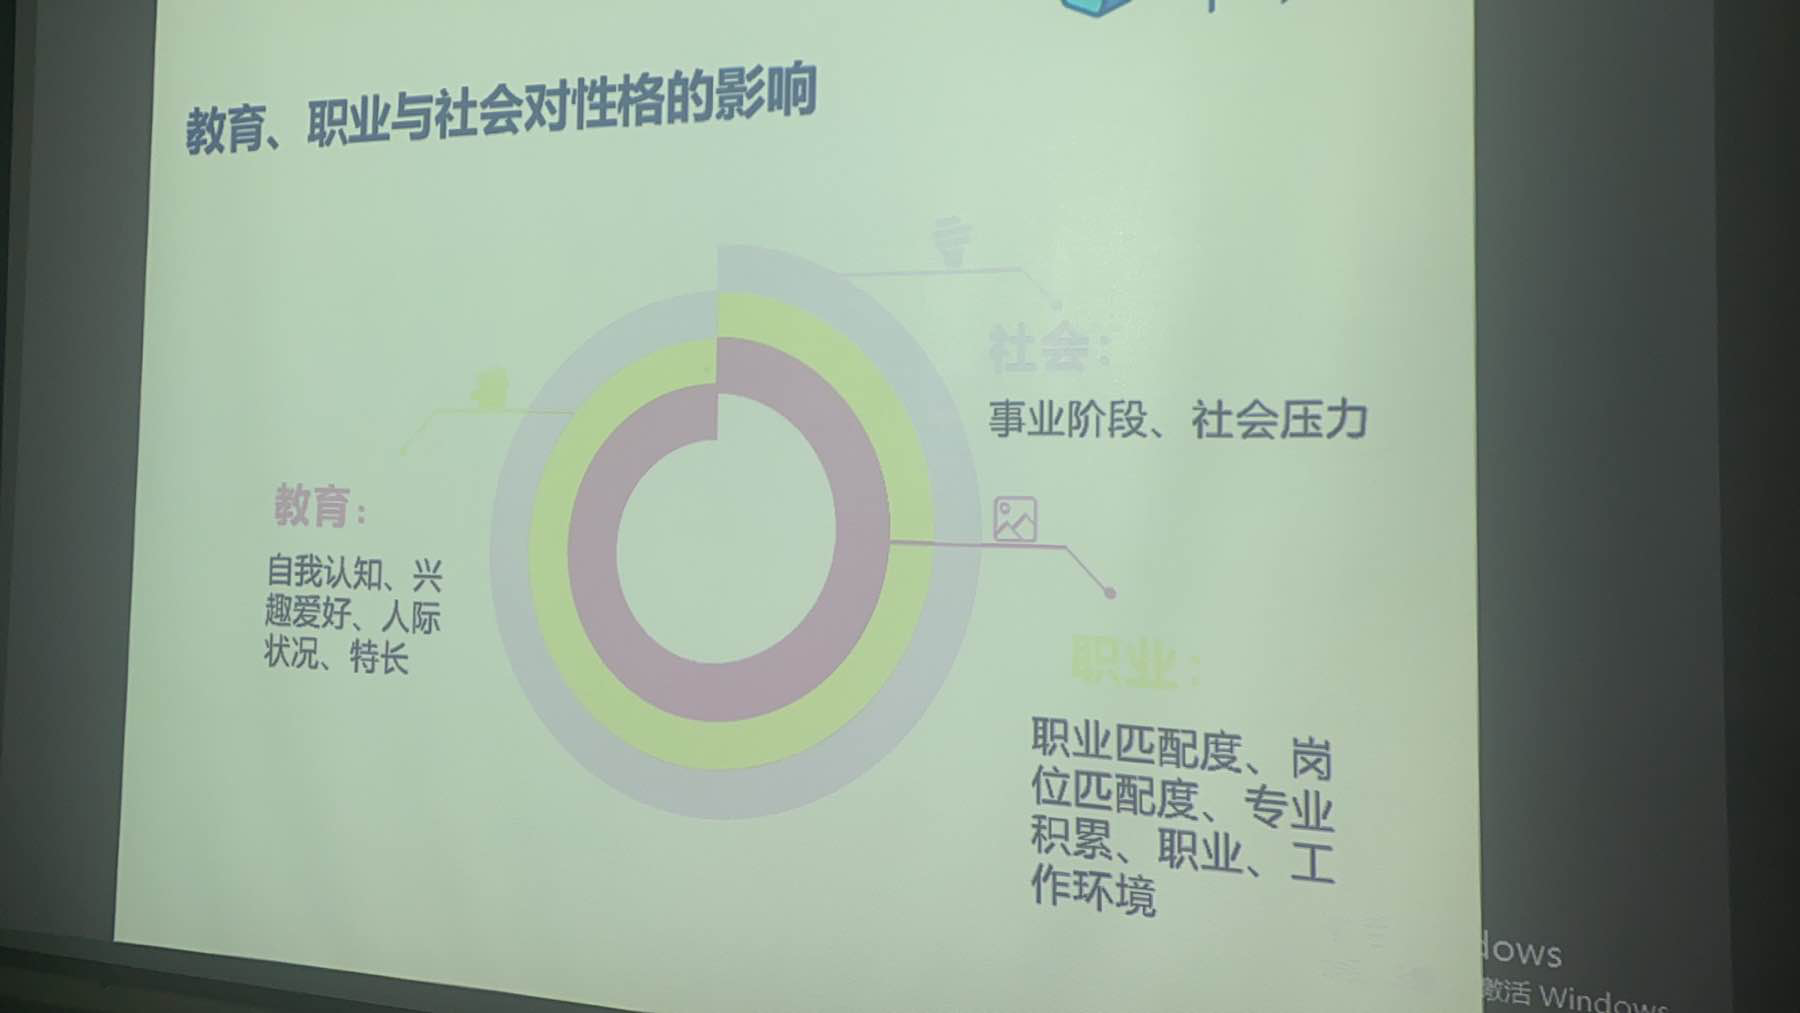 教育、职业与社会对性格的影响
社会：
事业阶段、社会压力
教育：
自我认知、兴
趣爱好、人际
状况、特长
职业：
职业匹配度、岗
位匹配度、专业
积累、职业、工
作环境
dows
激活 Windows